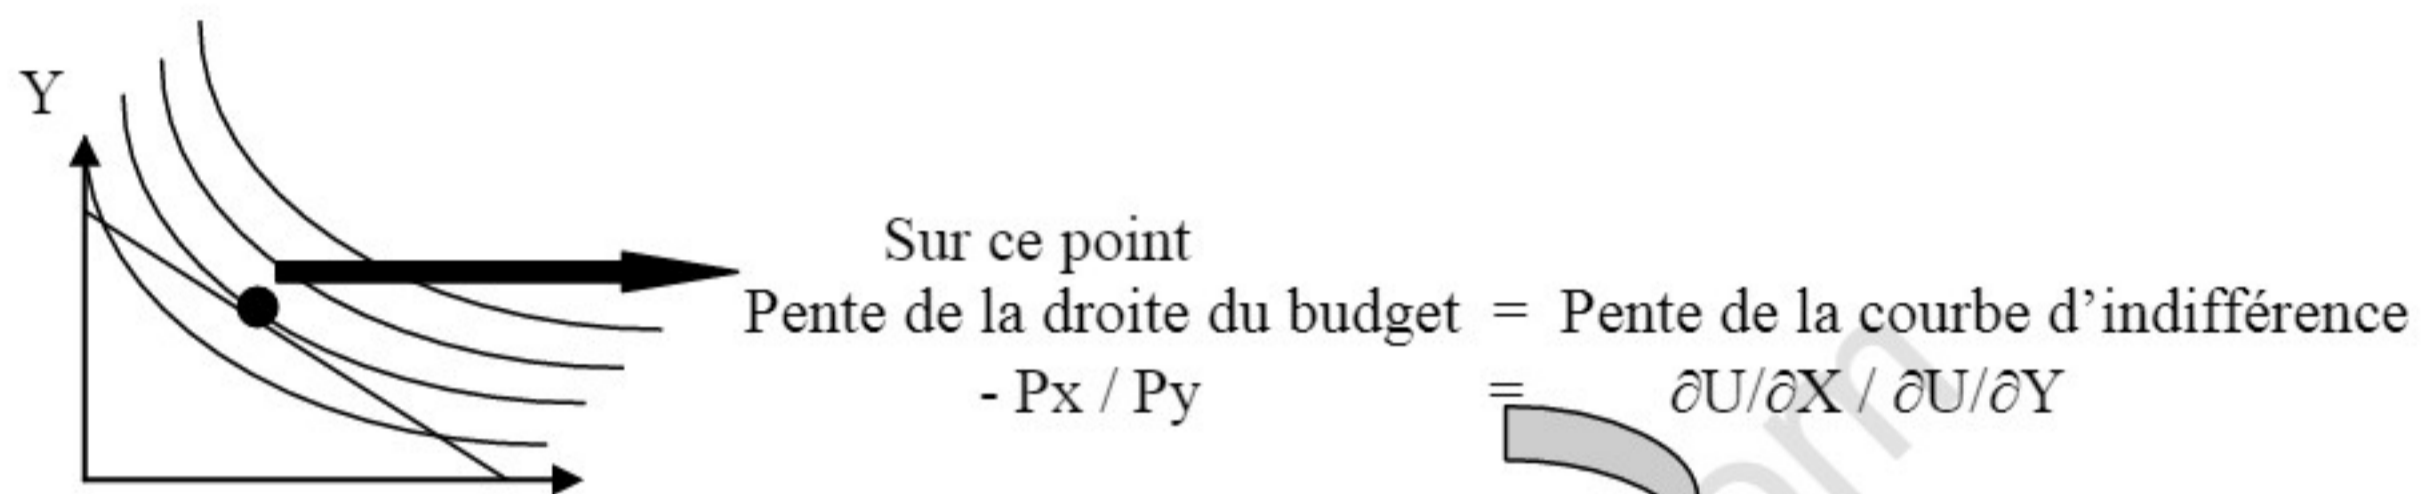 Y
Sur ce point
Pente de la droite du budget = Pente de la courbe d’indifférence
- Px / Py = ∂U/∂X / ∂U/∂Y